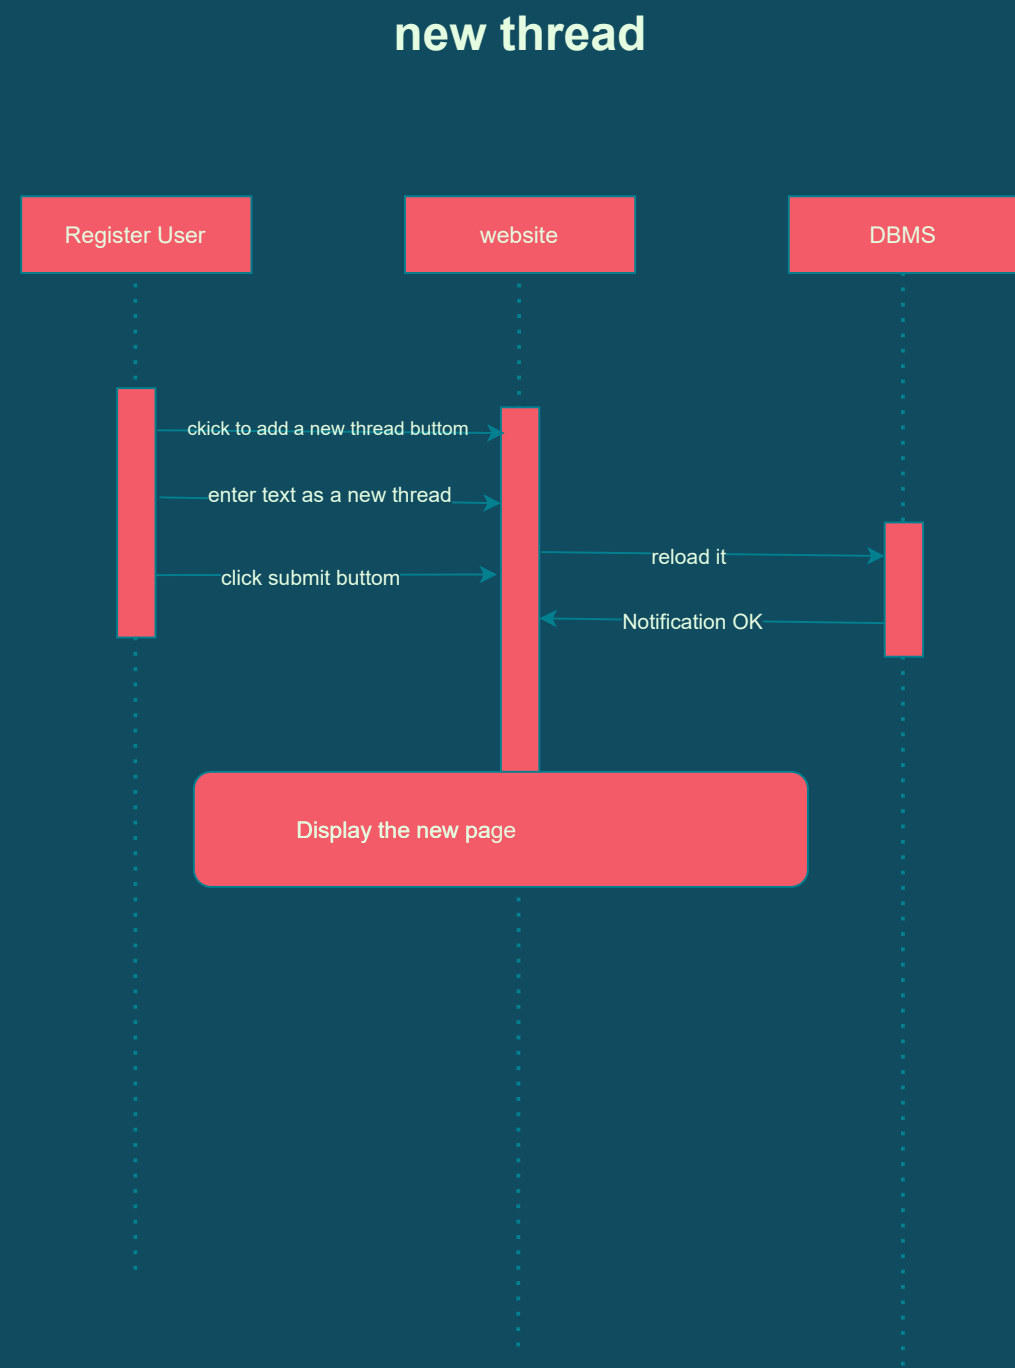 new thread
Register User
website
DBMS
ckick to add a new thread buttom
enter text as a new thread
reload it
click submit buttom
Notification OK
Display the new page